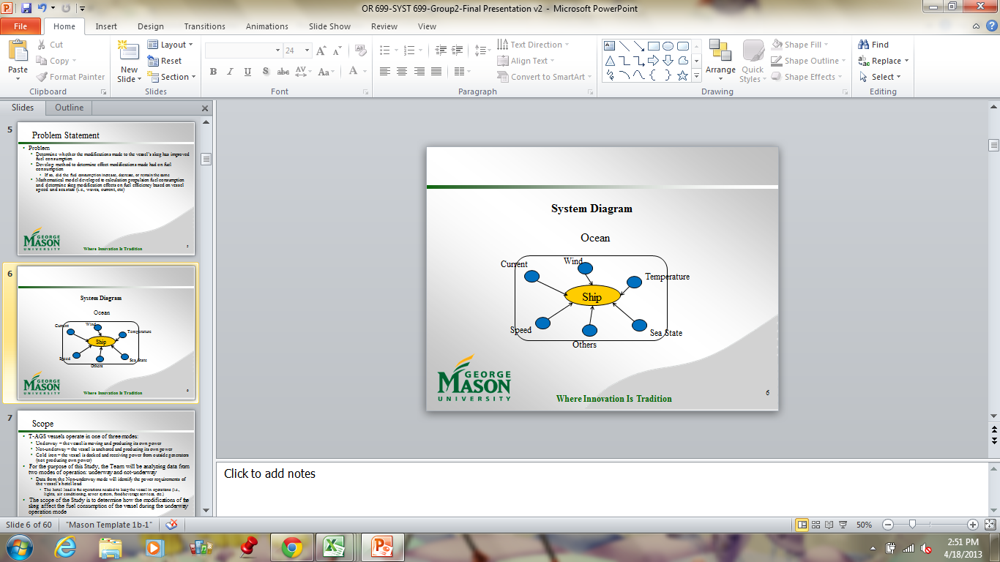 OR 699-SYST 699-Group2-Final Presentation v2 - Microsoft PowerPoint
File Home Insert Design Transitions Animations Slide Show Review View
Paste
Cut
Copy
Format Painter
Clipboard
New
Slide
Layout
Reset
Section
Slides
24
B I U S abc AV Aa A
Font
Text Direction
Align Text
Convert to SmartArt
Paragraph
Arrange
Quick
Styles
Shape Fill
Shape Outline
Shape Effects
Drawing
Find
Replace
Select
Editing
Slides Outline
5
Problem Statement
Problem
Determine whether the modifications made to the vessel's skeg has improved
fuel consumption
Develop method to determine effect modifications made had on fuel
consumption
If so, did the fuel consumption increase, decrease, or remain the same
Mathematical model developed to calculation propulsion fuel consumption
and determine skeg modification effects on fuel efficiency based on vessel
speed and sea state (i.e., waves, current, etc)
GEORGE
MASON
UNIVERSITY
Where Innovation Is Tradition
5
6
System Diagram
Ocean
Current
Wind
Temperature
Ship
Speed
Others
Sea State
GEORGE
MASON
UNIVERSITY
Where Innovation Is Tradition
6
7
Scope
T-AGS vessels operate in one of three modes:
Underway – the vessel is moving and producing its own power
Not-underway – the vessel is anchored and producing its own power
Cold iron – the vessel is docked and receiving power from outside generators
(not producing own power)
For the purpose of this Study, the Team will be analyzing data from
two modes of operation: underway and not-underway
Data from the Non-underway mode will identify the power requirements of
the vessel's hotel load
The hotel load is the operations needed to keep the vessel in operations (i.e.,
lights, air conditioning, sewer system, food/beverage services, etc.)
The scope of the Study is to determine how the modifications of the
skeg affect the fuel consumption of the vessel during the underway
operation mode
System Diagram
Ocean
Current
Wind
Temperature
Ship
Speed
Others
Sea State
GEORGE
MASON
UNIVERSITY
Where Innovation Is Tradition
6
Click to add notes
Slide 6 of 60 "Mason Template 1b-1" 50%
2:51 PM
4/18/2013